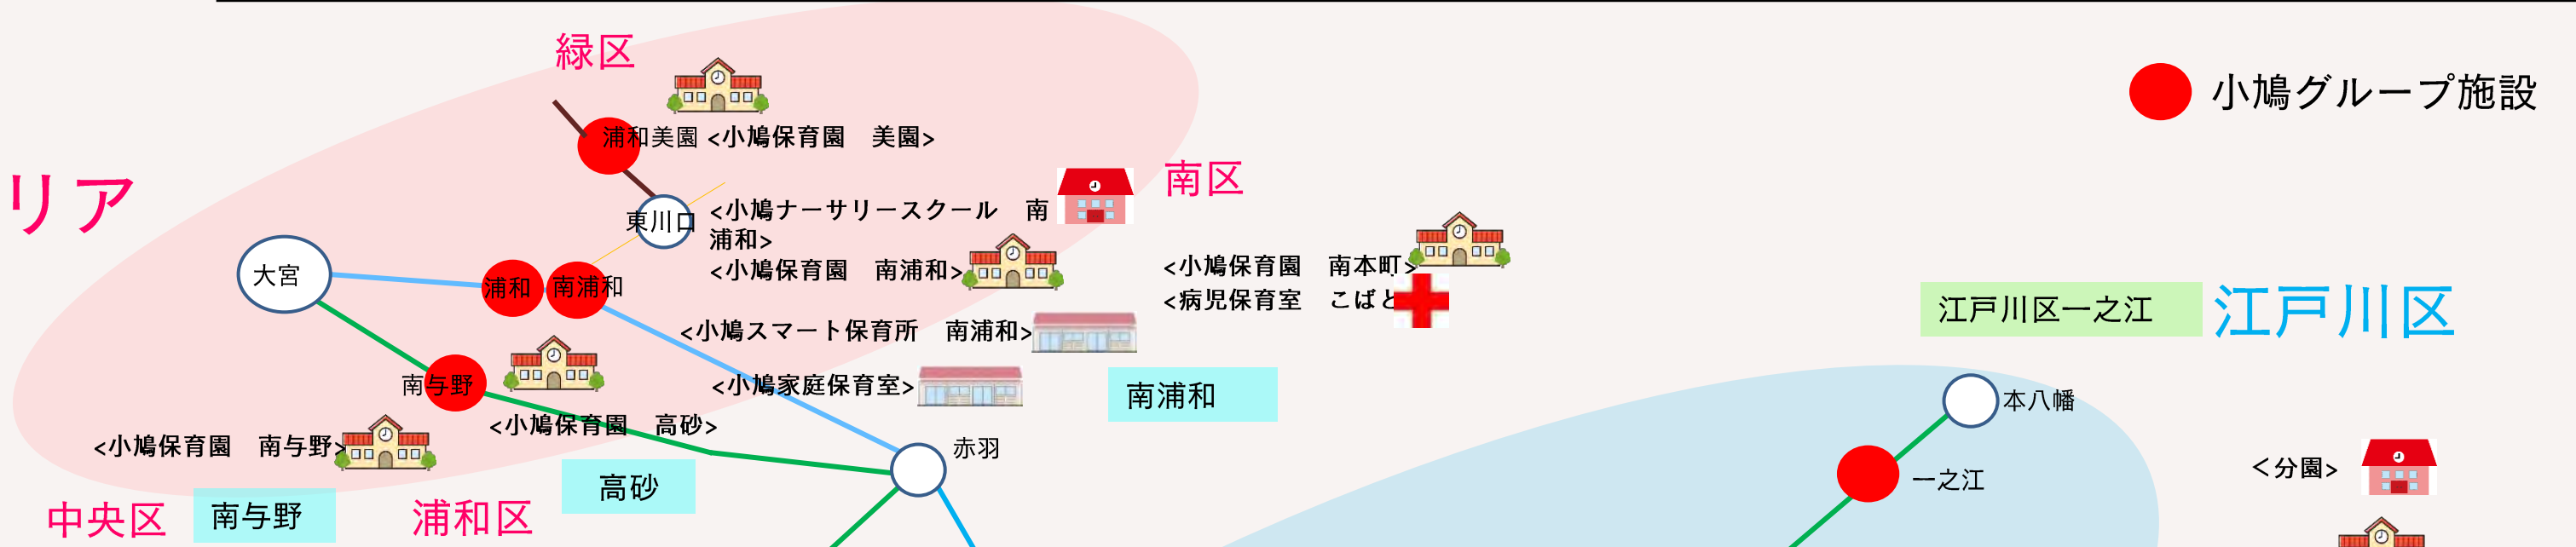 緑区
小鳩グループ施設
浦和美園
<小鳩保育園　美園>
リア
南区
<小鳩ナーサリースクール　南
浦和>
東川口
<小鳩保育園　南浦和>
大宮
浦和
南浦和
<小鳩保育園　南本町>
<病児保育室　こばと
江戸川区一之江
江戸川区
<小鳩スマート保育所　南浦和>
南与野
<小鳩家庭保育室>
南浦和
本八幡
<小鳩保育園　高砂>
<小鳩保育園　南与野>
赤羽
<分園>
一之江
高砂
中央区
南与野
浦和区